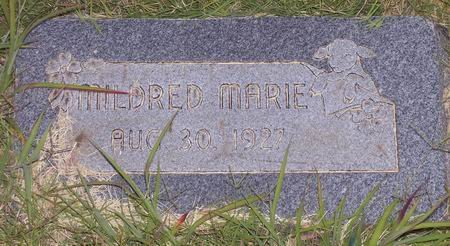 MILDRED MARIE
AUG. 30, 1927